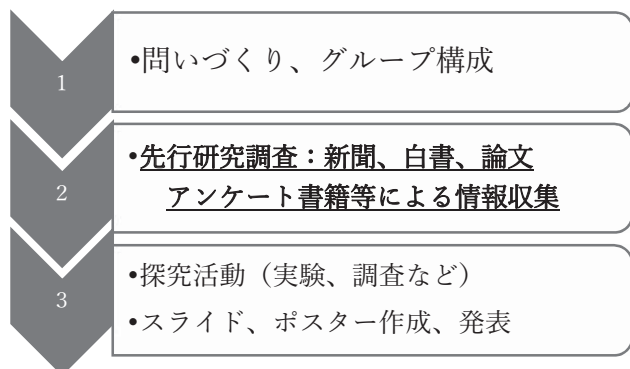 1
•問いづくり、グループ構成
2
•先行研究調査：新聞、白書、論文
アンケート書籍等による情報収集
3
•探究活動（実験、調査など）
•スライド、ポスター作成、発表